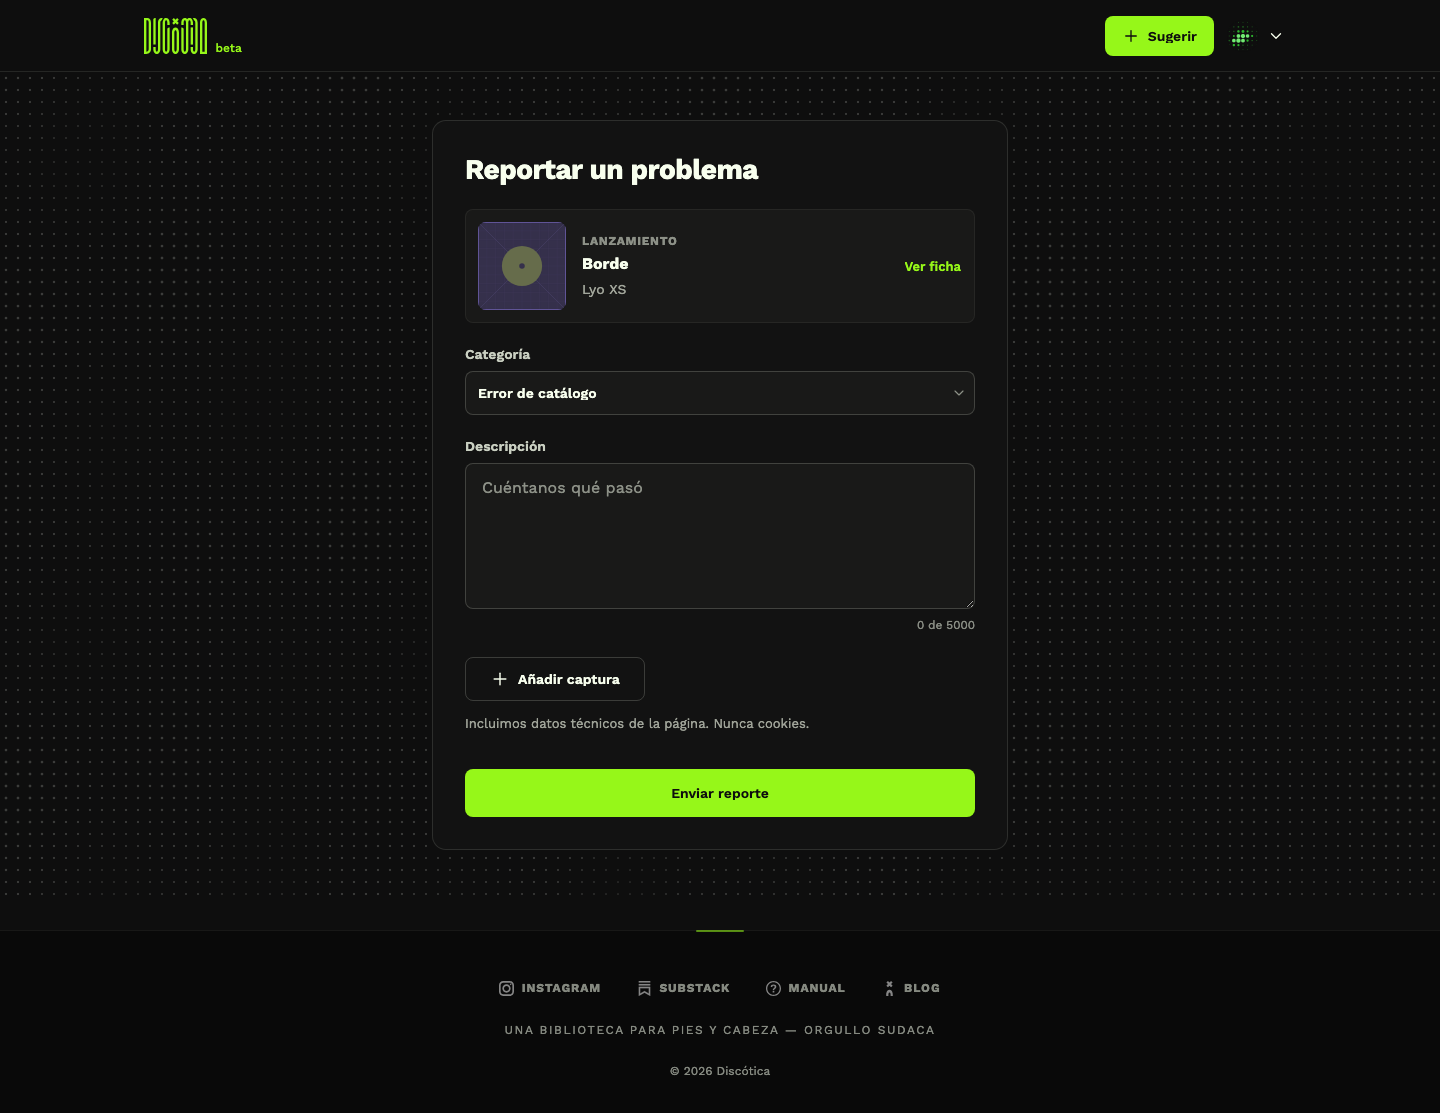 DISCÓTICA beta
Sugerir
Reportar un problema
LANZAMIENTO
Borde
Lyo XS
Ver ficha
Categoría
Error de catálogo
Descripción
Cuéntanos qué pasó
0 de 5000
Añadir captura
Incluimos datos técnicos de la página. Nunca cookies.
Enviar reporte
INSTAGRAM
SUBSTACK
MANUAL
BLOG
UNA BIBLIOTECA PARA PIES Y CABEZA — ORGULLO SUDACA
© 2026 Discótica